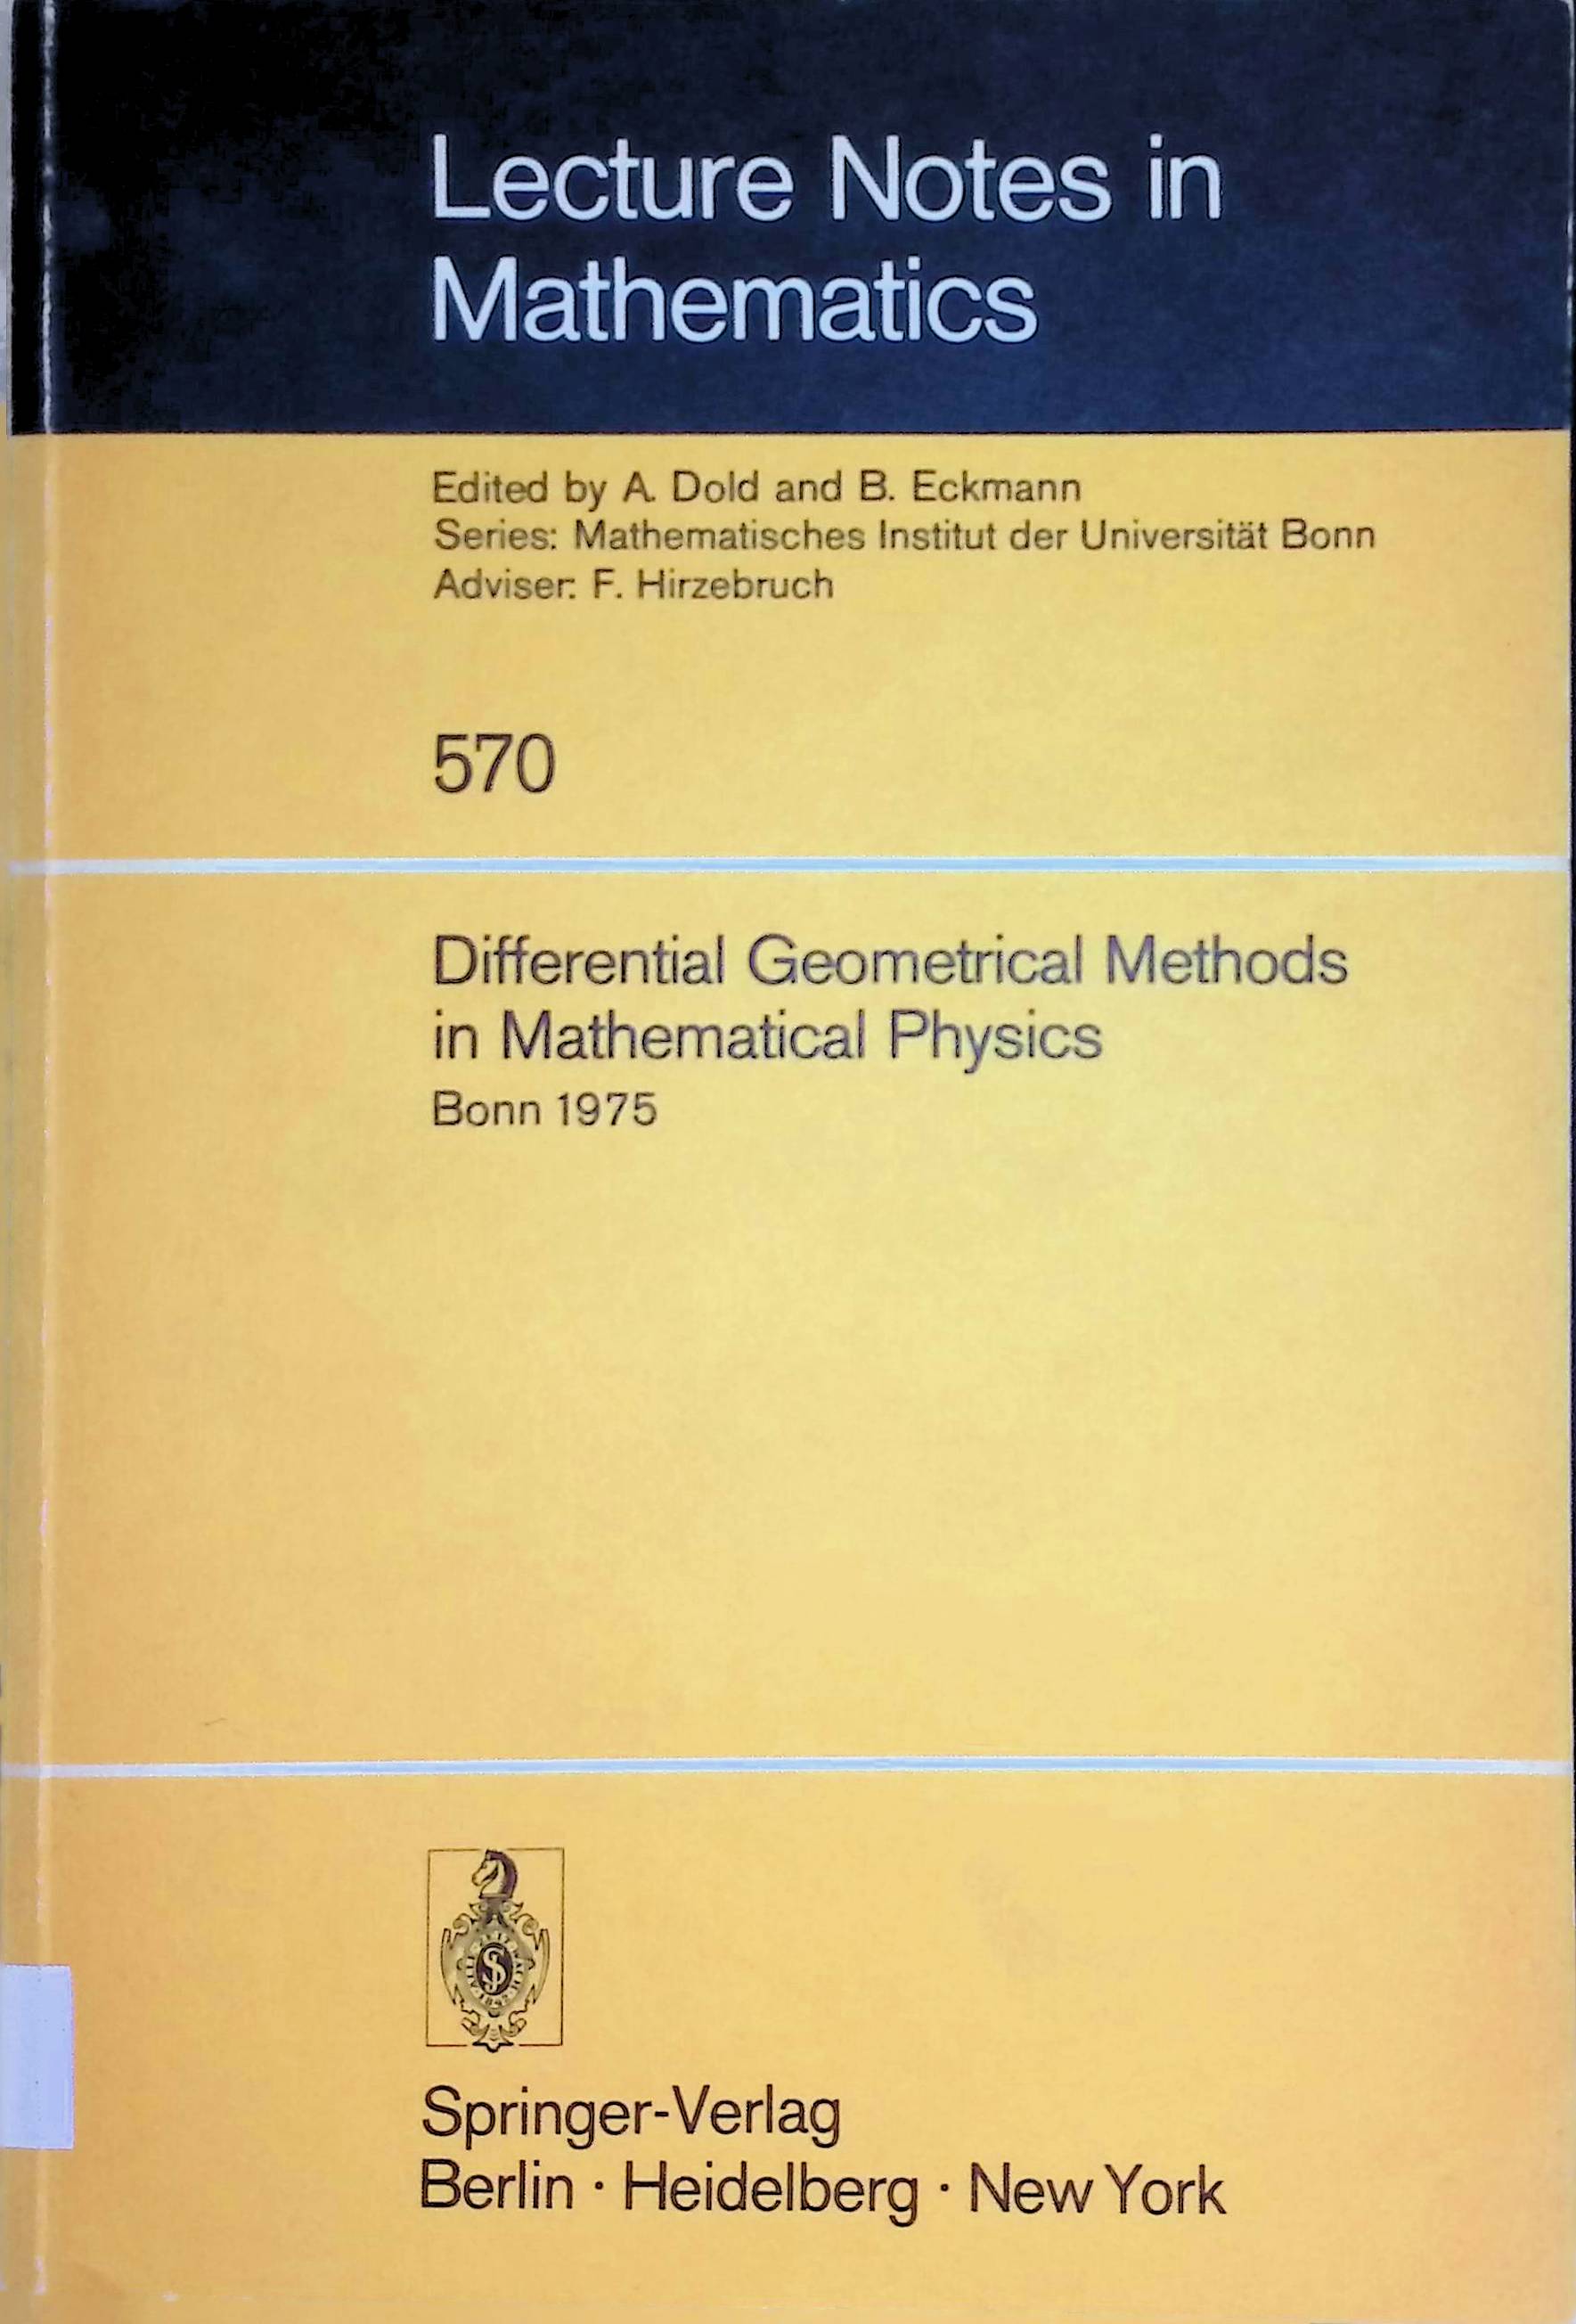 Lecture Notes in
Mathematics
Edited by A. Dold and B. Eckmann
Series: Mathematisches Institut der Universität Bonn
Adviser: F. Hirzebruch
570
Differential Geometrical Methods
in Mathematical Physics
Bonn 1975
Springer-Verlag
Berlin · Heidelberg · New York